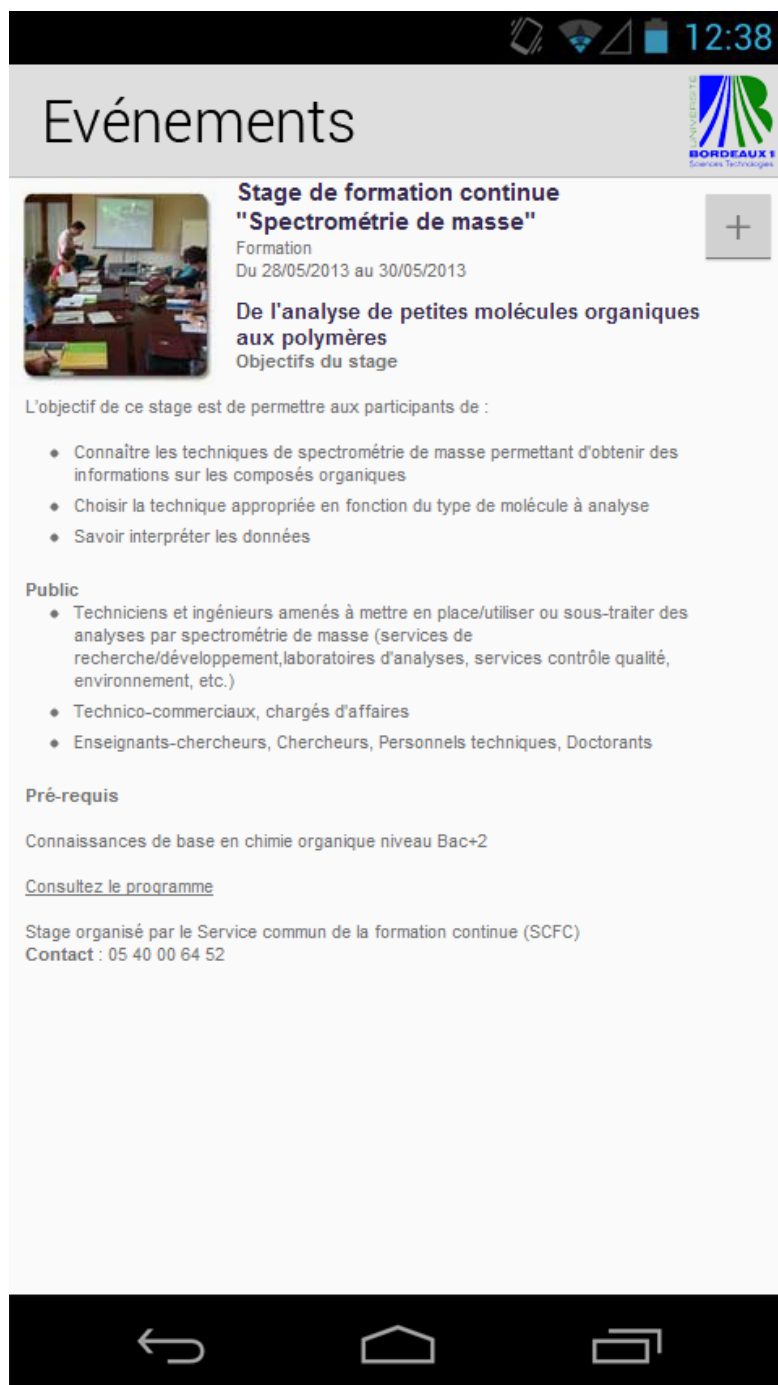 12:38
Evénements
UNIVERSITE
BORDEAUX 1
Sciences Technologies
Stage de formation continue
"Spectrométrie de masse"
Formation
Du 28/05/2013 au 30/05/2013
De l'analyse de petites molécules organiques
aux polymères
Objectifs du stage
L'objectif de ce stage est de permettre aux participants de :
Connaître les techniques de spectrométrie de masse permettant d'obtenir des
informations sur les composés organiques
Choisir la technique appropriée en fonction du type de molécule à analyse
Savoir interpréter les données
Public
Techniciens et ingénieurs amenés à mettre en place/utiliser ou sous-traiter des
analyses par spectrométrie de masse (services de
recherche/développement,laboratoires d'analyses, services contrôle qualité,
environnement, etc.)
Technico-commerciaux, chargés d'affaires
Enseignants-chercheurs, Chercheurs, Personnels techniques, Doctorants
Pré-requis
Connaissances de base en chimie organique niveau Bac+2
Consultez le programme
Stage organisé par le Service commun de la formation continue (SCFC)
Contact : 05 40 00 64 52